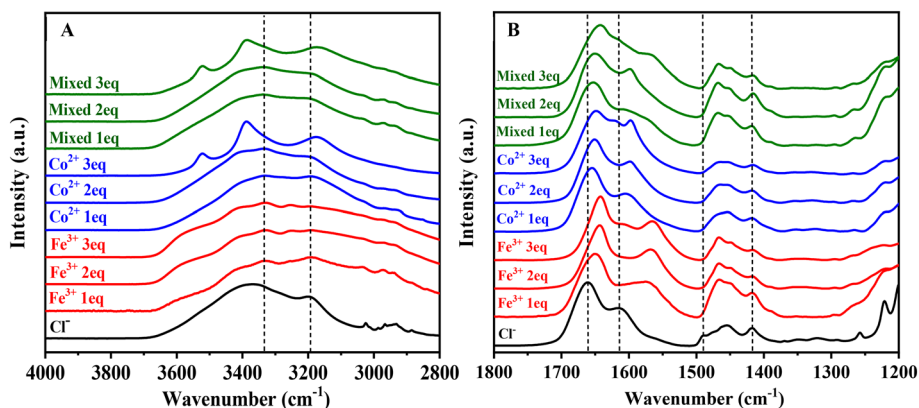 A
Mixed 3eq
Mixed 2eq
Mixed 1eq
Co²⁺ 3eq
Co²⁺ 2eq
Co²⁺ 1eq
Fe³⁺ 3eq
Fe³⁺ 2eq
Fe³⁺ 1eq
Cl⁻
Intensity (a.u.)
4000 3800 3600 3400 3200 3000 2800
Wavenumber (cm⁻¹)
B
Mixed 3eq
Mixed 2eq
Mixed 1eq
Co²⁺ 3eq
Co²⁺ 2eq
Co²⁺ 1eq
Fe³⁺ 3eq
Fe³⁺ 2eq
Fe³⁺ 1eq
Cl⁻
Intensity (a.u.)
1800 1700 1600 1500 1400 1300 1200
Wavenumber (cm⁻¹)